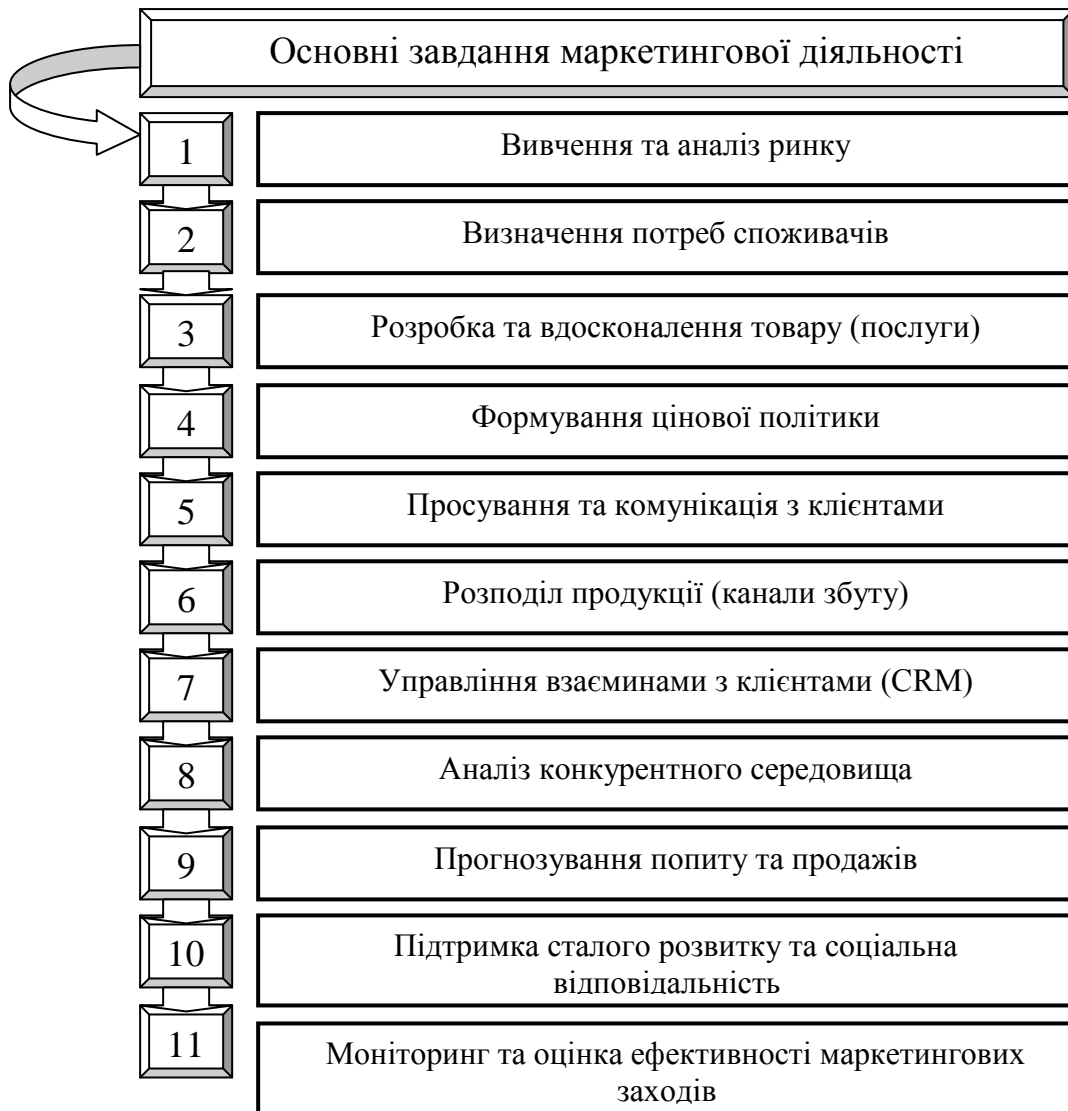 Основні завдання маркетингової діяльності
1 Вивчення та аналіз ринку
2 Визначення потреб споживачів
3 Розробка та вдосконалення товару (послуги)
4 Формування цінової політики
5 Просування та комунікація з клієнтами
6 Розподіл продукції (канали збуту)
7 Управління взаєминами з клієнтами (CRM)
8 Аналіз конкурентного середовища
9 Прогнозування попиту та продажів
10 Підтримка сталого розвитку та соціальна
відповідальність
11 Моніторинг та оцінка ефективності маркетингових
заходів